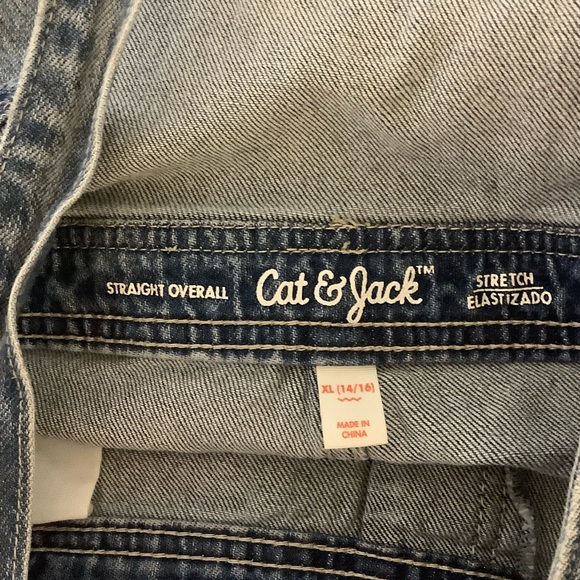 STRAIGHT OVERALL
Cat & Jack™
STRETCH
ELASTIZADO
XL (14/16)
MADE IN
CHINA